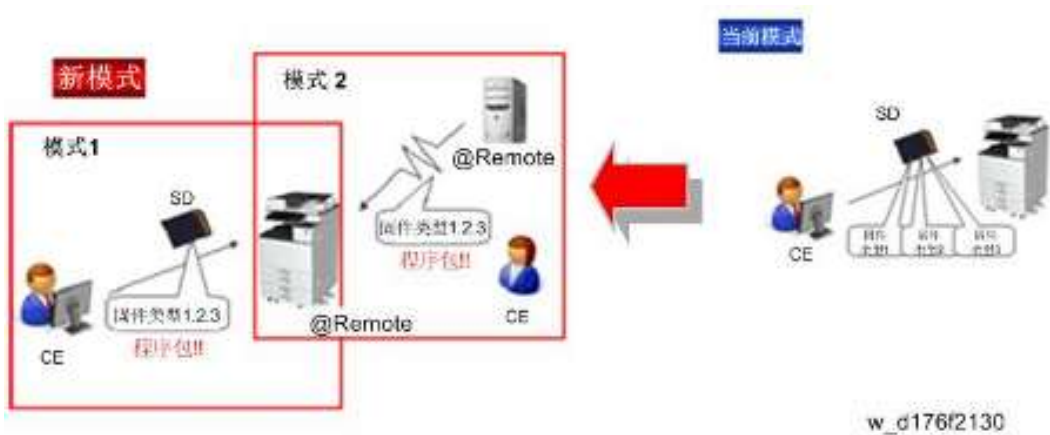 当前模式
新模式
模式 2
模式1
SD
@Remote
SD
固件类型1.2.3
程序包!!
CE
@Remote
CE
固件类型1.2.3
程序包!!
CE
w_d176f2130